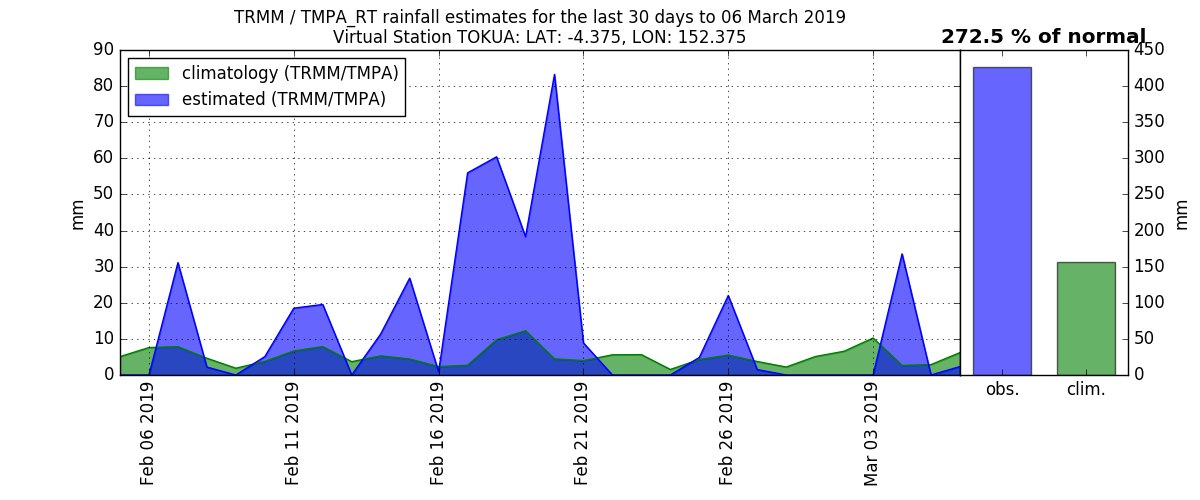 TRMM / TMPA_RT rainfall estimates for the last 30 days to 06 March 2019
Virtual Station TOKUA: LAT: -4.375, LON: 152.375
272.5 % of normal
climatology (TRMM/TMPA)
estimated (TRMM/TMPA)
90
80
70
60
50
40
30
20
10
0
mm
Feb 06 2019
Feb 11 2019
Feb 16 2019
Feb 21 2019
Feb 26 2019
Mar 03 2019
450
400
350
300
250
200
150
100
50
0
mm
obs.
clim.